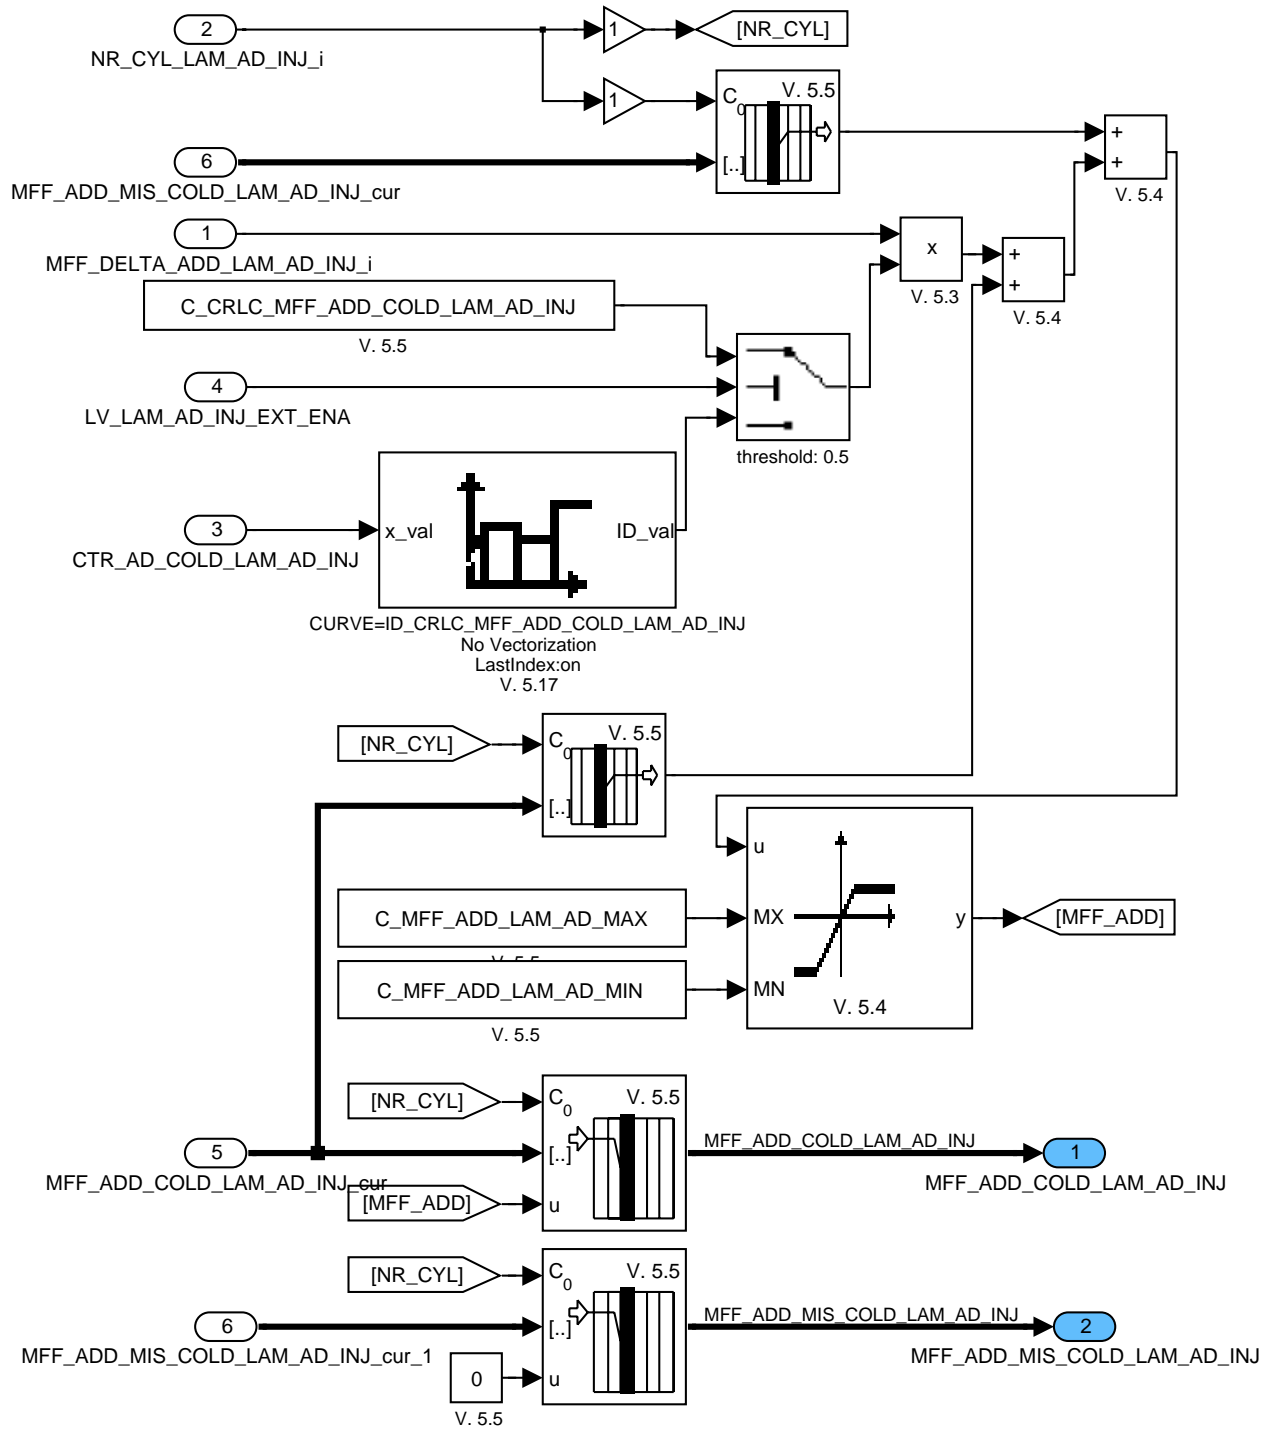 2
NR_CYL_LAM_AD_INJ_i
1
[NR_CYL]
1
C0
V. 5.5
[..]
6
MFF_ADD_MIS_COLD_LAM_AD_INJ_cur
+
+
V. 5.4
1
MFF_DELTA_ADD_LAM_AD_INJ_i
x
V. 5.3
+
+
V. 5.4
C_CRLC_MFF_ADD_COLD_LAM_AD_INJ
V. 5.5
4
LV_LAM_AD_INJ_EXT_ENA
threshold: 0.5
3
CTR_AD_COLD_LAM_AD_INJ
x_val
ID_val
CURVE=ID_CRLC_MFF_ADD_COLD_LAM_AD_INJ
No Vectorization
LastIndex:on
V. 5.17
[NR_CYL]
C0
V. 5.5
[..]
u
MX
MN
y
V. 5.4
C_MFF_ADD_LAM_AD_MAX
V. 5.5
C_MFF_ADD_LAM_AD_MIN
V. 5.5
[MFF_ADD]
[NR_CYL]
C0
V. 5.5
5
MFF_ADD_COLD_LAM_AD_INJ_cur
[..]
[MFF_ADD]
u
MFF_ADD_COLD_LAM_AD_INJ
1
MFF_ADD_COLD_LAM_AD_INJ
[NR_CYL]
C0
V. 5.5
6
MFF_ADD_MIS_COLD_LAM_AD_INJ_cur_1
[..]
0
V. 5.5
u
MFF_ADD_MIS_COLD_LAM_AD_INJ
2
MFF_ADD_MIS_COLD_LAM_AD_INJ